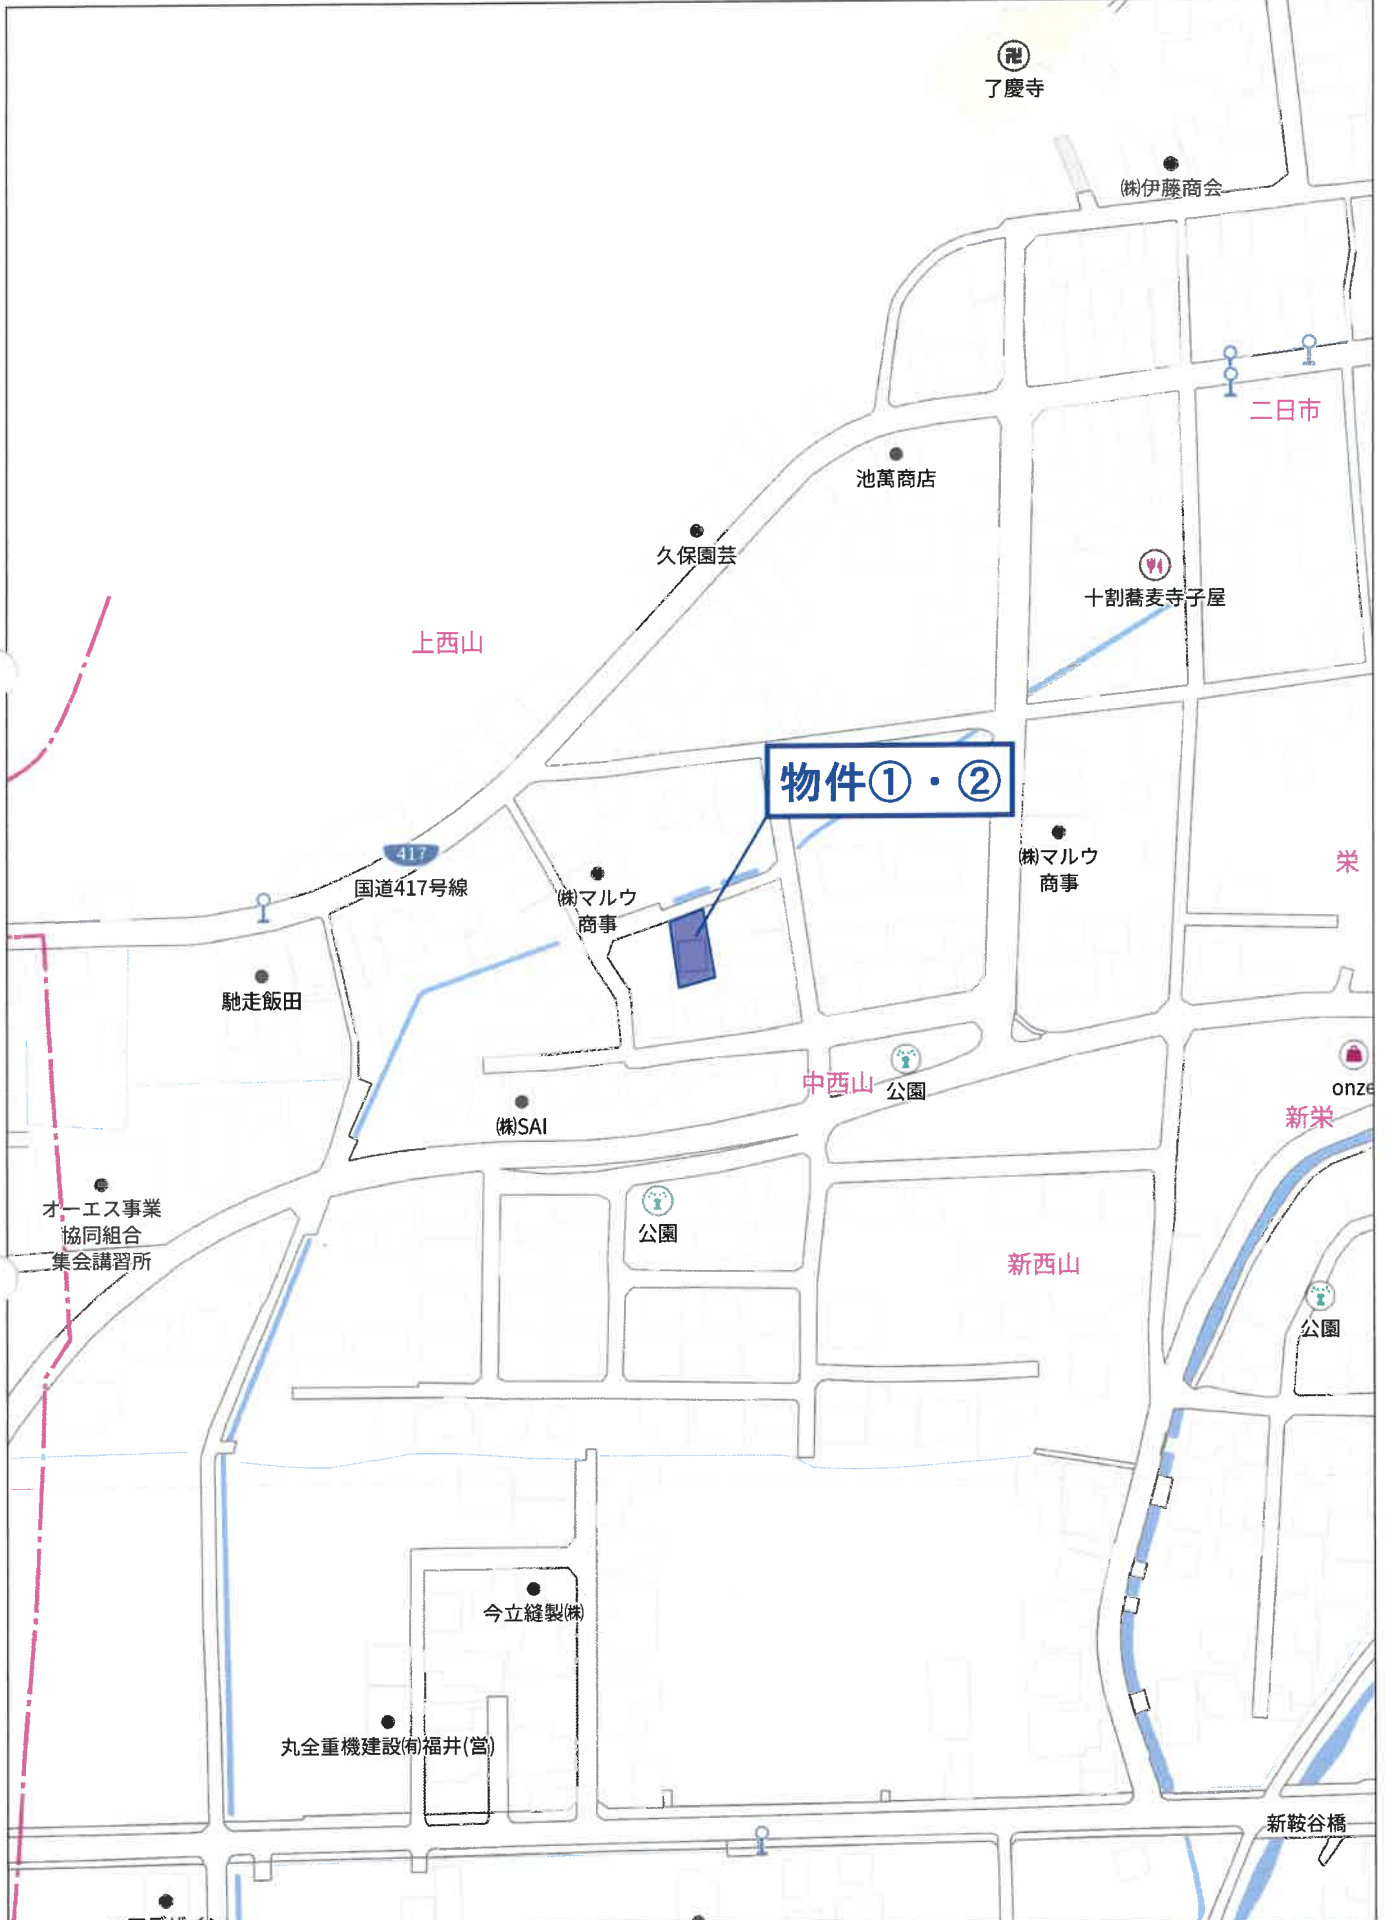 了慶寺
㈱伊藤商会
二日市
池萬商店
久保園芸
十割蕎麦寺子屋
上西山
物件①・②
417
国道417号線
㈱マルウ
商事
㈱マルウ
商事
栄
馳走飯田
中西山
公園
onze
新栄
㈱SAI
オーエス事業
協同組合
集会講習所
公園
新西山
公園
今立縫製㈱
丸全重機建設㈲福井(営)
新鞍谷橋